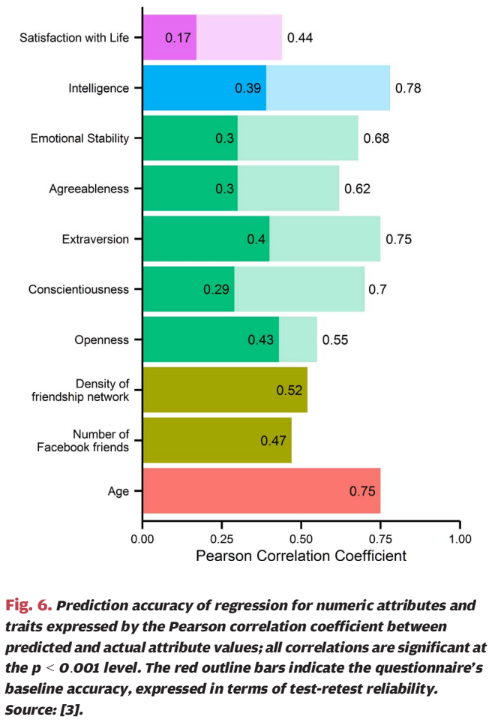 Satisfaction with Life 0.17 0.44
Intelligence 0.39 0.78
Emotional Stability 0.3 0.68
Agreeableness 0.3 0.62
Extraversion 0.4 0.75
Conscientiousness 0.29 0.7
Openness 0.43 0.55
Density of
friendship network 0.52
Number of
Facebook friends 0.47
Age 0.75
0.00 0.25 0.50 0.75 1.00
Pearson Correlation Coefficient
Fig. 6. Prediction accuracy of regression for numeric attributes and
traits expressed by the Pearson correlation coefficient between
predicted and actual attribute values; all correlations are significant at
the p < 0.001 level. The red outline bars indicate the questionnaire's
baseline accuracy, expressed in terms of test-retest reliability.
Source: [3].